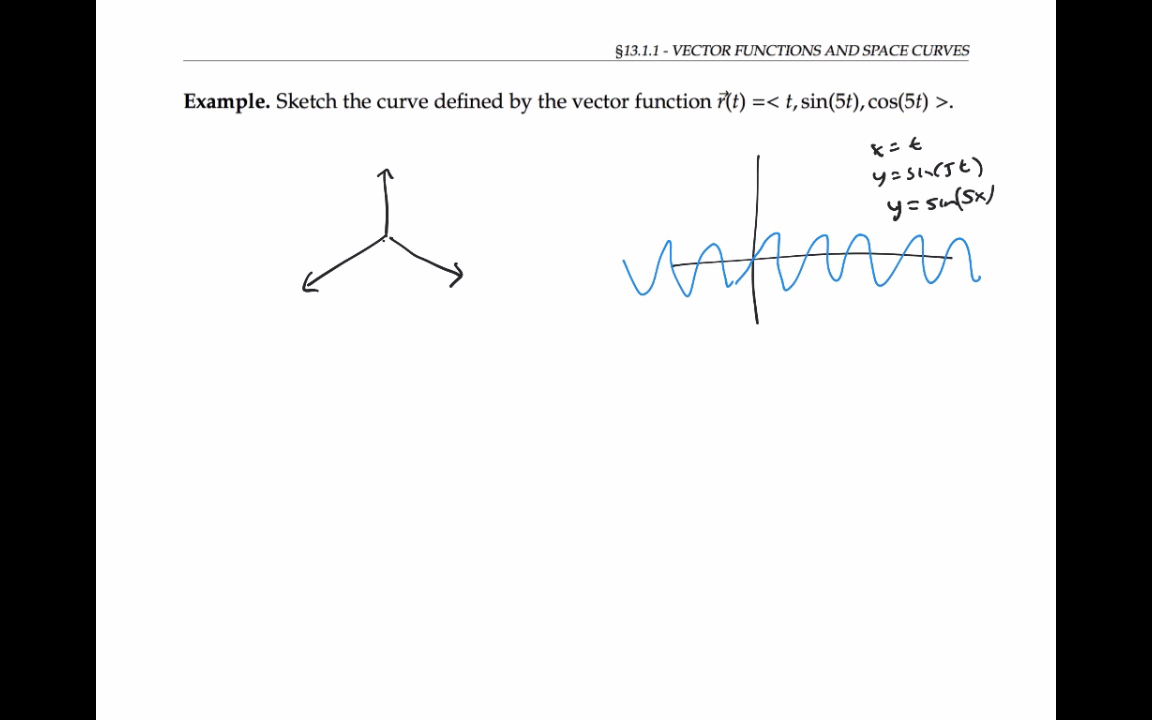 §13.1.1 - VECTOR FUNCTIONS AND SPACE CURVES
Example. Sketch the curve defined by the vector function r⃗(t) =< t, sin(5t), cos(5t) >.
x = t
y = sin(5t)
y = sin(5x)